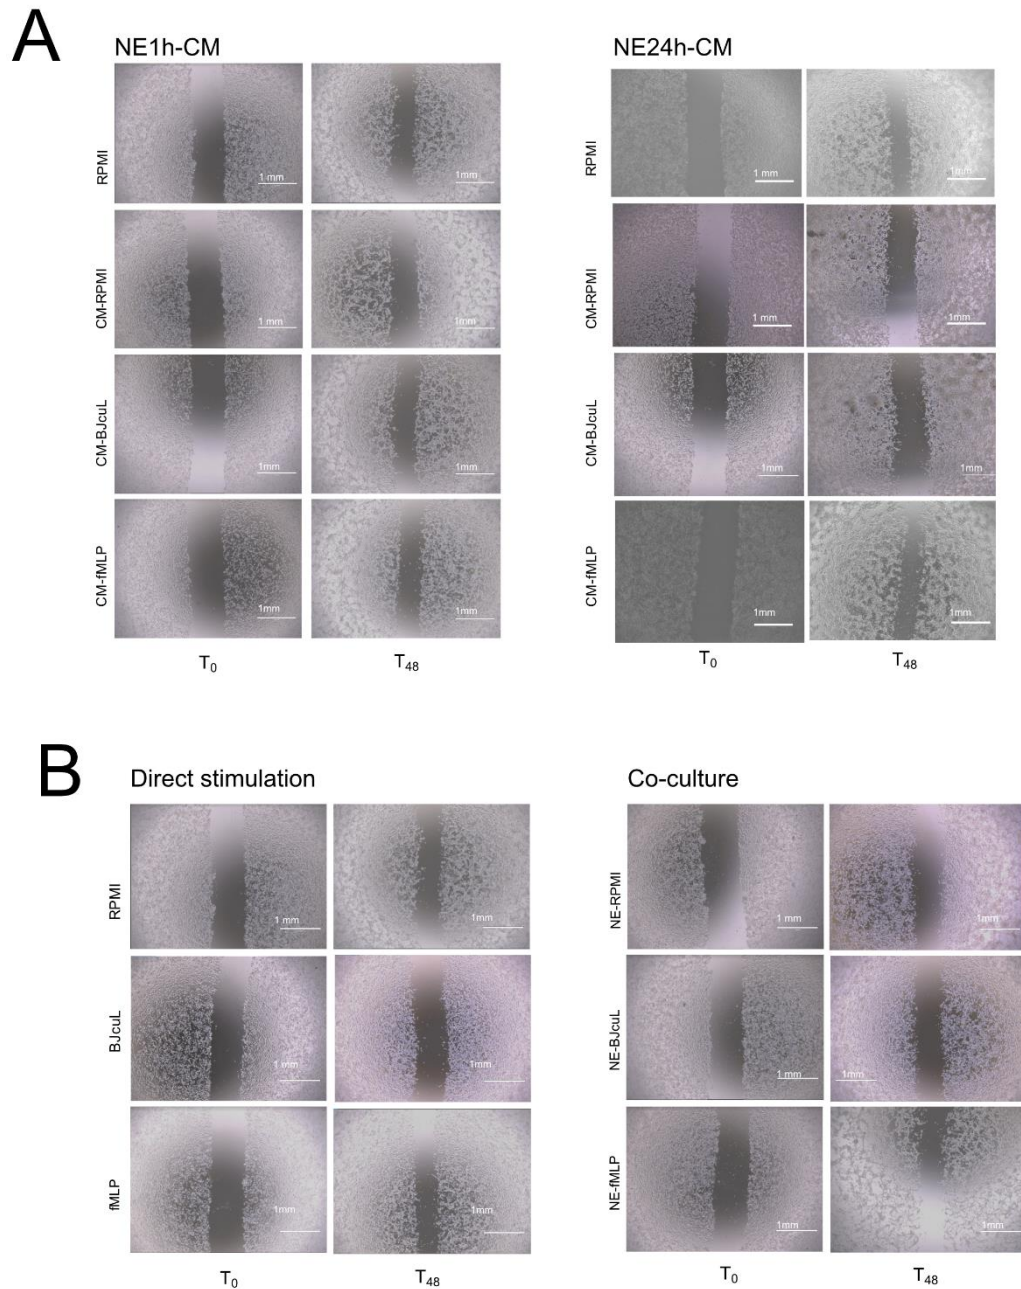 A
NE1h-CM
NE24h-CM
RPMI
1 mm
1mm
RPMI
1 mm
1mm
CM-RPMI
1 mm
1mm
CM-RPMI
1 mm
1mm
CM-BJcuL
1mm
1mm
CM-BJcuL
1mm
1mm
CM-fMLP
1mm
1mm
CM-fMLP
1mm
1mm
T0
T48
T0
T48
B
Direct stimulation
Co-culture
RPMI
1 mm
1mm
NE-RPMI
1 mm
1mm
BJcuL
1 mm
1mm
NE-BJcuL
1 mm
1mm
fMLP
1mm
1mm
NE-fMLP
1mm
1mm
T0
T48
T0
T48